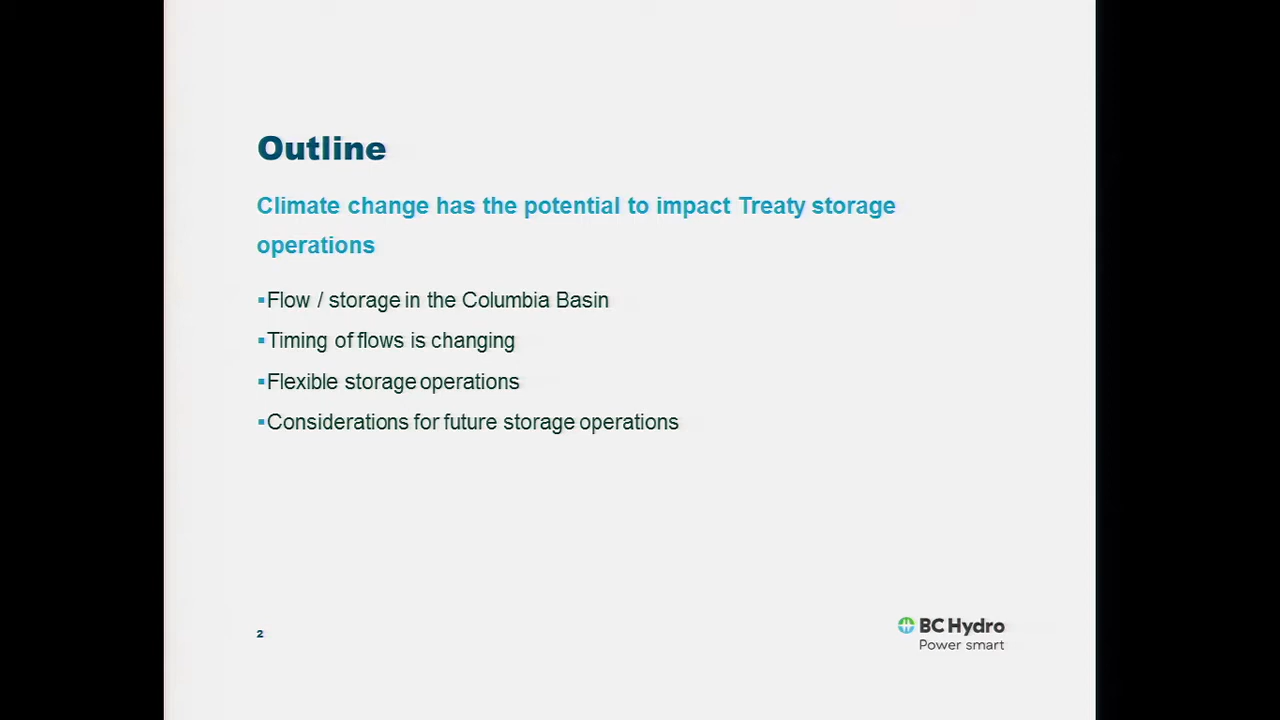 Outline
Climate change has the potential to impact Treaty storage
operations
▪Flow / storage in the Columbia Basin
▪Timing of flows is changing
▪Flexible storage operations
▪Considerations for future storage operations
2
BC Hydro
Power smart